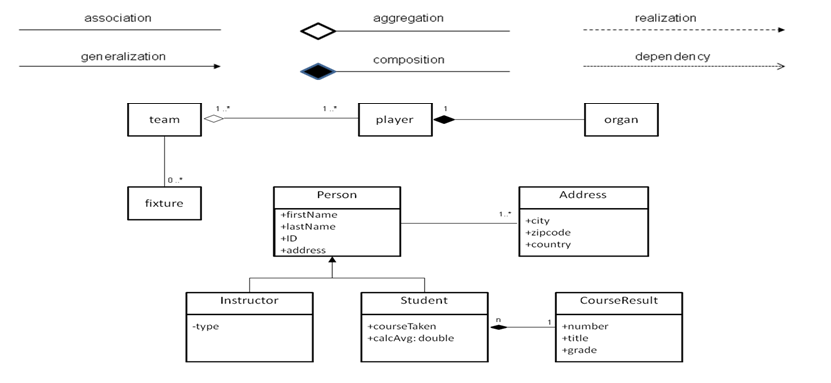 association
aggregation
realization
generalization
composition
dependency
team
1 ..*
1 ..*
player
1
organ
0 ..*
fixture
Person
+firstName
+lastName
+ID
+address
1..*
Address
+city
+zipcode
+country
Instructor
-type
Student
+courseTaken
+calcAvg: double
n
1
CourseResult
+number
+title
+grade